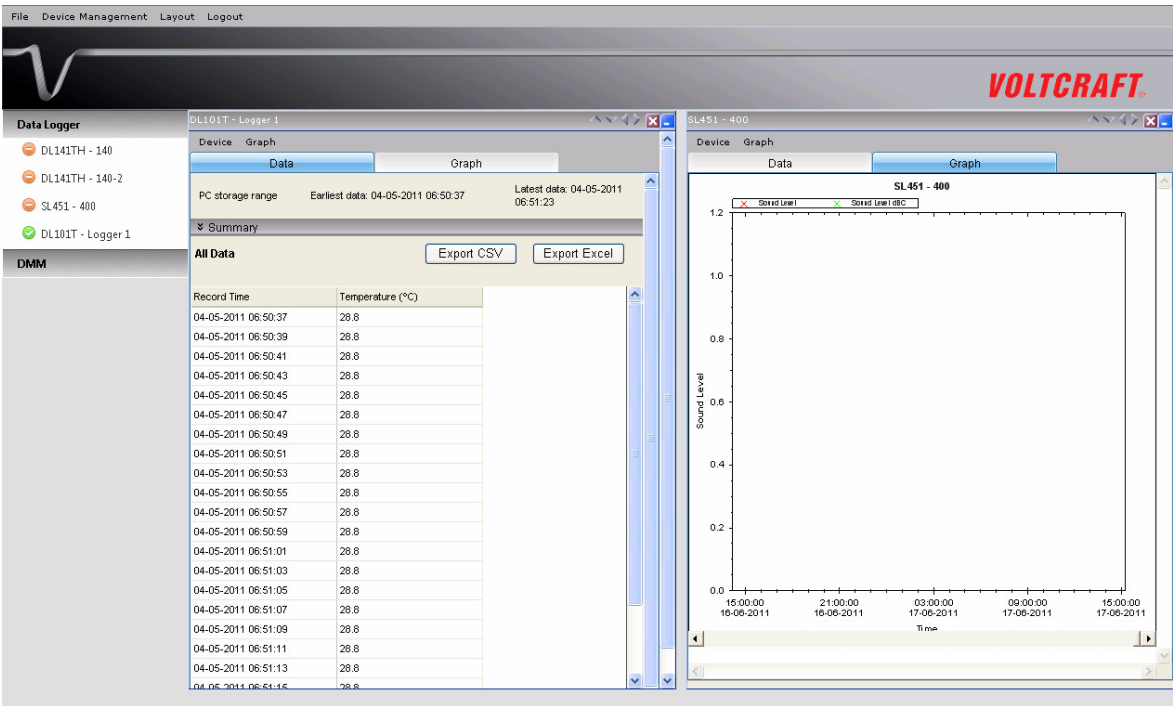 File Device Management Layout Logout
VOLTCRAFT®
Data Logger
DL141TH - 140
DL141TH - 140-2
SL451 - 400
DL101T - Logger 1
DMM
DL101T - Logger 1
Device Graph
Data Graph
PC storage range Earliest data: 04-05-2011 06:50:37 Latest data: 04-05-2011
06:51:23
Summary
All Data Export CSV Export Excel
Record Time Temperature (°C)
04-05-2011 06:50:37 28.8
04-05-2011 06:50:39 28.8
04-05-2011 06:50:41 28.8
04-05-2011 06:50:43 28.8
04-05-2011 06:50:45 28.8
04-05-2011 06:50:47 28.8
04-05-2011 06:50:49 28.8
04-05-2011 06:50:51 28.8
04-05-2011 06:50:53 28.8
04-05-2011 06:50:55 28.8
04-05-2011 06:50:57 28.8
04-05-2011 06:50:59 28.8
04-05-2011 06:51:01 28.8
04-05-2011 06:51:03 28.8
04-05-2011 06:51:05 28.8
04-05-2011 06:51:07 28.8
04-05-2011 06:51:09 28.8
04-05-2011 06:51:11 28.8
04-05-2011 06:51:13 28.8
04-05-2011 06:51:15 28.8
SL451 - 400
Device Graph
Data Graph
SL451 - 400
Sound Level Sound Level dBC
1.2
1.0
0.8
0.6
0.4
0.2
0.0
Sound Level
15:00:00 21:00:00 03:00:00 09:00:00 15:00:00
16-06-2011 16-06-2011 17-06-2011 17-06-2011 17-06-2011
Time